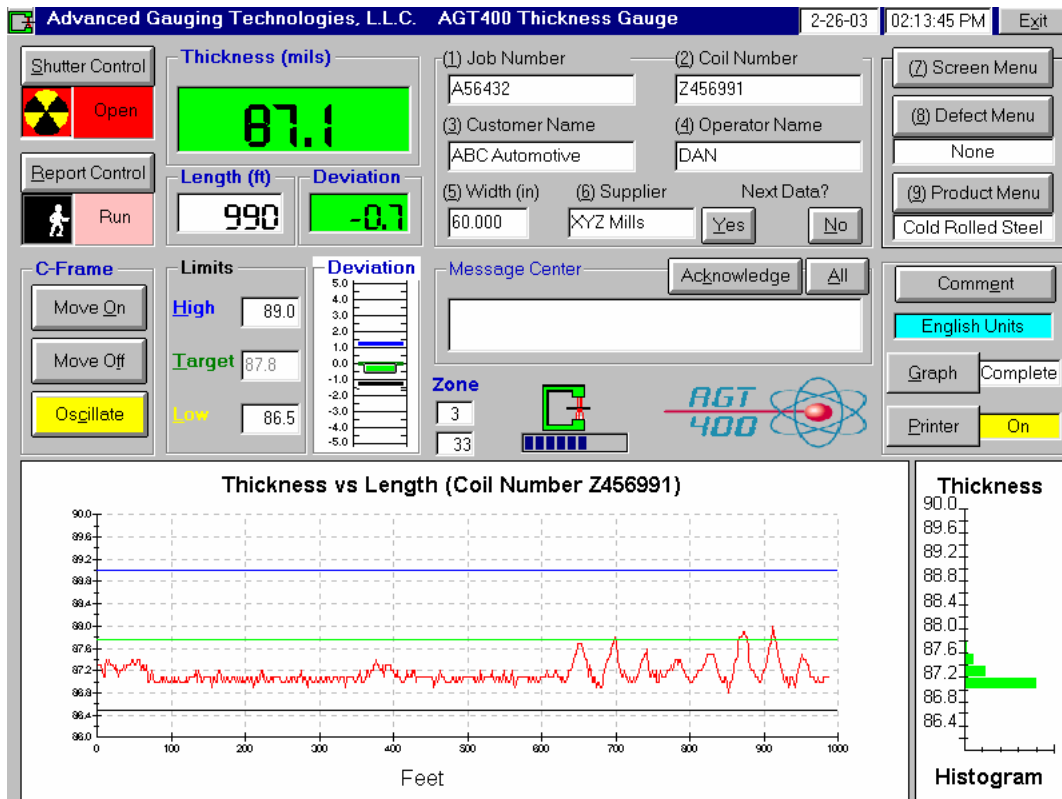 Advanced Gauging Technologies, L.L.C. AGT400 Thickness Gauge 2-26-03 02:13:45 PM Exit
Shutter Control
Open
Report Control
Run
Thickness (mils)
87.1
Length (ft) Deviation
990 -0.7
(1) Job Number (2) Coil Number
A56432 Z456991
(3) Customer Name (4) Operator Name
ABC Automotive DAN
(5) Width (in) (6) Supplier Next Data?
60.000 XYZ Mills Yes No
(7) Screen Menu
(8) Defect Menu
None
(9) Product Menu
Cold Rolled Steel
C-Frame
Move On
Move Off
Oscillate
Limits
High 89.0
Target 87.8
Low 86.5
Deviation
5.0
4.0
3.0
2.0
1.0
0.0
-1.0
-2.0
-3.0
-4.0
-5.0
Message Center Acknowledge All
Zone
3
33
AGT
400
Comment
English Units
Graph Complete
Printer On
Thickness vs Length (Coil Number Z456991)
90.0
89.6
89.2
88.8
88.4
88.0
87.6
87.2
86.8
86.4
86.0
0 100 200 300 400 500 600 700 800 900 1000
Feet
Thickness
90.0
89.6
89.2
88.8
88.4
88.0
87.6
87.2
86.8
86.4
Histogram